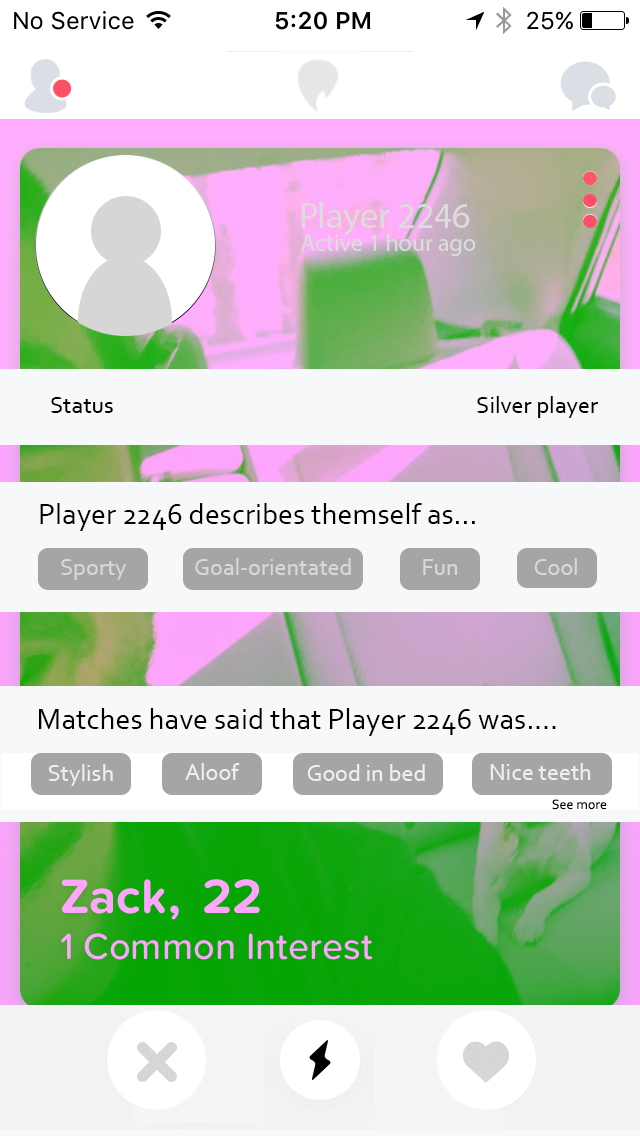 No Service 5:20 PM 25%
Player 2246
Active 1 hour ago
Status Silver player
Player 2246 describes themself as...
Sporty Goal-orientated Fun Cool
Matches have said that Player 2246 was....
Stylish Aloof Good in bed Nice teeth
See more
Zack, 22
1 Common Interest